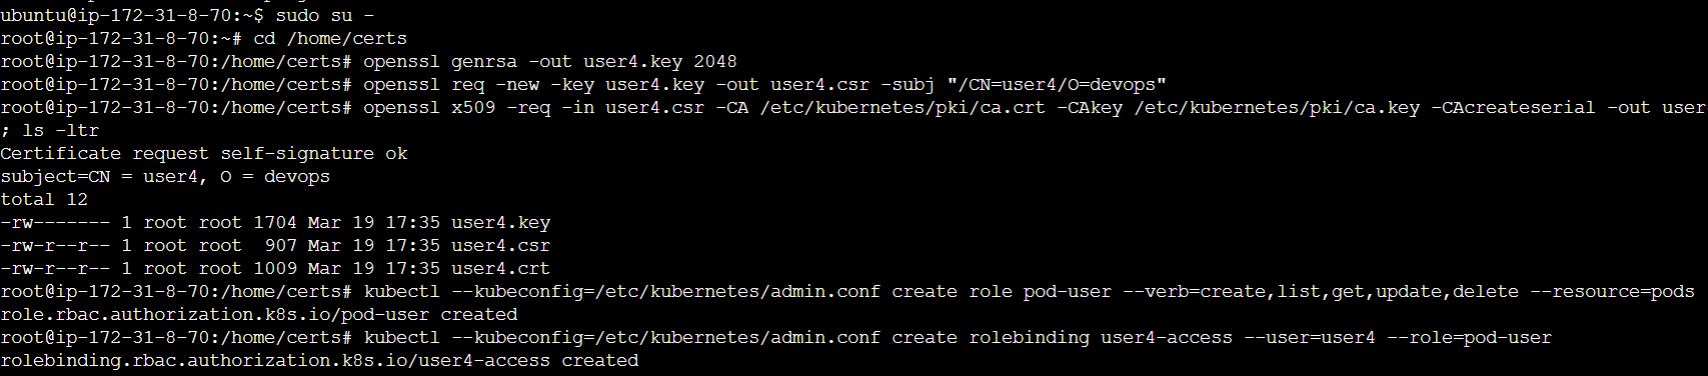 ubuntu@ip-172-31-8-70:~$ sudo su -
root@ip-172-31-8-70:~# cd /home/certs
root@ip-172-31-8-70:/home/certs# openssl genrsa -out user4.key 2048
root@ip-172-31-8-70:/home/certs# openssl req -new -key user4.key -out user4.csr -subj "/CN=user4/O=devops"
root@ip-172-31-8-70:/home/certs# openssl x509 -req -in user4.csr -CA /etc/kubernetes/pki/ca.crt -CAkey /etc/kubernetes/pki/ca.key -CAcreateserial -out user
; ls -ltr
Certificate request self-signature ok
subject=CN = user4, O = devops
total 12
-rw------- 1 root root 1704 Mar 19 17:35 user4.key
-rw-r--r-- 1 root root  907 Mar 19 17:35 user4.csr
-rw-r--r-- 1 root root 1009 Mar 19 17:35 user4.crt
root@ip-172-31-8-70:/home/certs# kubectl --kubeconfig=/etc/kubernetes/admin.conf create role pod-user --verb=create,list,get,update,delete --resource=pods
role.rbac.authorization.k8s.io/pod-user created
root@ip-172-31-8-70:/home/certs# kubectl --kubeconfig=/etc/kubernetes/admin.conf create rolebinding user4-access --user=user4 --role=pod-user
rolebinding.rbac.authorization.k8s.io/user4-access created